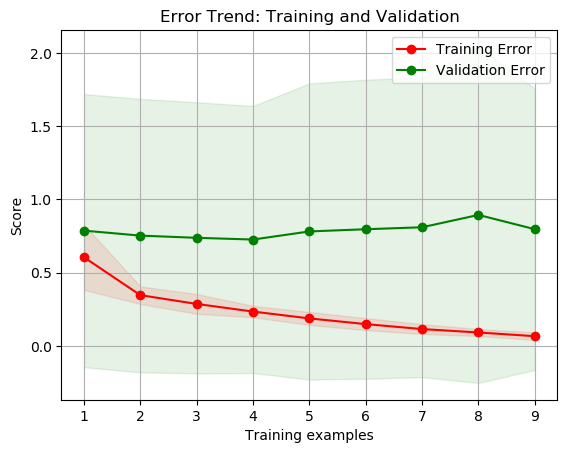 Error Trend: Training and Validation
Training Error
Validation Error
2.0
1.5
1.0
0.5
0.0
Score
1 2 3 4 5 6 7 8 9
Training examples